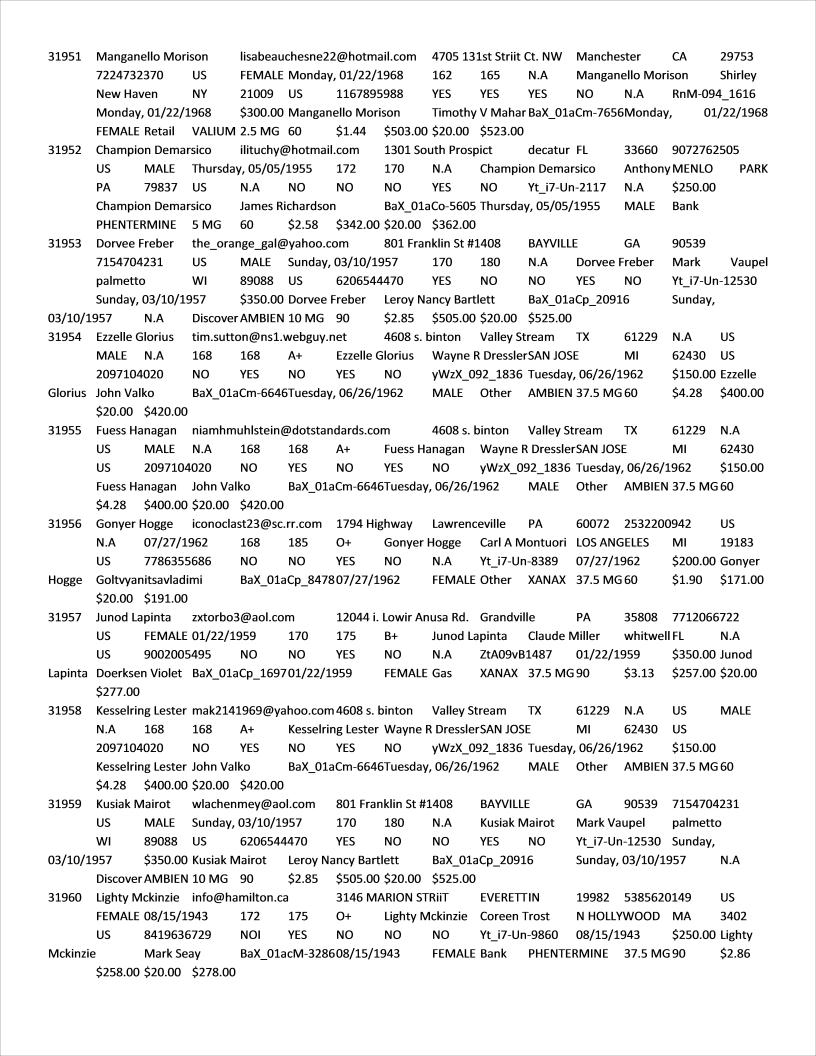 31951 Manganello Morison lisabeauchesne22@hotmail.com 4705 131st Striit Ct. NW Manchester CA 29753
7224732370 US FEMALE Monday, 01/22/1968 162 165 N.A Manganello Morison Shirley
New Haven NY 21009 US 1167895988 YES YES YES NO N.A RnM-094_1616
Monday, 01/22/1968 $300.00 Manganello Morison Timothy V Mahar BaX_01aCm-7656Monday, 01/22/1968
FEMALE Retail VALIUM 2.5 MG 60 $1.44 $503.00 $20.00 $523.00
31952 Champion Demarsico ilituchy@hotmail.com 1301 South Prospict decatur FL 33660 9072762505
US MALE Thursday, 05/05/1955 172 170 N.A Champion Demarsico Anthony MENLO PARK
PA 79837 US N.A NO NO NO YES NO Yt_i7-Un-2117 N.A $250.00
Champion Demarsico James Richardson BaX_01aCo-5605 Thursday, 05/05/1955 MALE Bank
PHENTERMINE 5 MG 60 $2.58 $342.00 $20.00 $362.00
31953 Dorvee Freber the_orange_gal@yahoo.com 801 Franklin St #1408 BAYVILLE GA 90539
7154704231 US MALE Sunday, 03/10/1957 170 180 N.A Dorvee Freber Mark Vaupel
palmetto WI 89088 US 6206544470 YES NO NO YES NO Yt_i7-Un-12530
Sunday, 03/10/1957 $350.00 Dorvee Freber Leroy Nancy Bartlett BaX_01aCp_20916 Sunday,
03/10/1957 N.A Discover AMBIEN 10 MG 90 $2.85 $505.00 $20.00 $525.00
31954 Ezzelle Glorius tim.sutton@ns1.webguy.net 4608 s. binton Valley Stream TX 61229 N.A US
MALE N.A 168 168 A+ Ezzelle Glorius Wayne R DresslerSAN JOSE MI 62430 US
2097104020 NO YES NO YES NO yWzX_092_1836 Tuesday, 06/26/1962 $150.00 Ezzelle
Glorius John Valko BaX_01aCm-6646Tuesday, 06/26/1962 MALE Other AMBIEN 37.5 MG 60 $4.28 $400.00
$20.00 $420.00
31955 Fuess Hanagan niamhmuhlstein@dotstandards.com 4608 s. binton Valley Stream TX 61229 N.A
US MALE N.A 168 168 A+ Fuess Hanagan Wayne R DresslerSAN JOSE MI 62430
US 2097104020 NO YES NO YES NO yWzX_092_1836 Tuesday, 06/26/1962 $150.00
Fuess Hanagan John Valko BaX_01aCm-6646Tuesday, 06/26/1962 MALE Other AMBIEN 37.5 MG 60
$4.28 $400.00 $20.00 $420.00
31956 Gonyer Hogge iconoclast23@sc.rr.com 1794 Highway Lawrenceville PA 60072 2532200942 US
N.A 07/27/1962 168 185 O+ Gonyer Hogge Carl A Montuori LOS ANGELES MI 19183
US 7786355686 NO NO YES NO N.A Yt_i7-Un-8389 07/27/1962 $200.00 Gonyer
Hogge Goltvyanitsavladimi BaX_01aCp_847807/27/1962 FEMALE Other XANAX 37.5 MG 60 $1.90 $171.00
$20.00 $191.00
31957 Junod Lapinta zxtorbo3@aol.com 12044 i. Lowir Anusa Rd. Grandville PA 35808 7712066722
US FEMALE 01/22/1959 170 175 B+ Junod Lapinta Claude Miller whitwell FL N.A
US 9002005495 NO NO YES NO N.A ZtA09vB1487 01/22/1959 $350.00 Junod
Lapinta Doerksen Violet BaX_01aCp_169701/22/1959 FEMALE Gas XANAX 37.5 MG 90 $3.13 $257.00 $20.00
$277.00
31958 Kesselring Lester mak2141969@yahoo.com 4608 s. binton Valley Stream TX 61229 N.A US MALE
N.A 168 168 A+ Kesselring Lester Wayne R DresslerSAN JOSE MI 62430 US
2097104020 NO YES NO YES NO yWzX_092_1836 Tuesday, 06/26/1962 $150.00
Kesselring Lester John Valko BaX_01aCm-6646Tuesday, 06/26/1962 MALE Other AMBIEN 37.5 MG 60
$4.28 $400.00 $20.00 $420.00
31959 Kusiak Mairot wlachenmey@aol.com 801 Franklin St #1408 BAYVILLE GA 90539 7154704231
US MALE Sunday, 03/10/1957 170 180 N.A Kusiak Mairot Mark Vaupel palmetto
WI 89088 US 6206544470 YES NO NO YES NO Yt_i7-Un-12530 Sunday,
03/10/1957 $350.00 Kusiak Mairot Leroy Nancy Bartlett BaX_01aCp_20916 Sunday, 03/10/1957 N.A
Discover AMBIEN 10 MG 90 $2.85 $505.00 $20.00 $525.00
31960 Lighty Mckinzie info@hamilton.ca 3146 MARION STRiiT EVERETT IN 19982 5385620149 US
FEMALE 08/15/1943 172 175 O+ Lighty Mckinzie Coreen Trost N HOLLYWOOD MA 3402
US 8419636729 NOI YES NO NO NO Yt_i7-Un-9860 08/15/1943 $250.00 Lighty
Mckinzie Mark Seay BaX_01acM-328608/15/1943 FEMALE Bank PHENTERMINE 37.5 MG 90 $2.86
$258.00 $20.00 $278.00